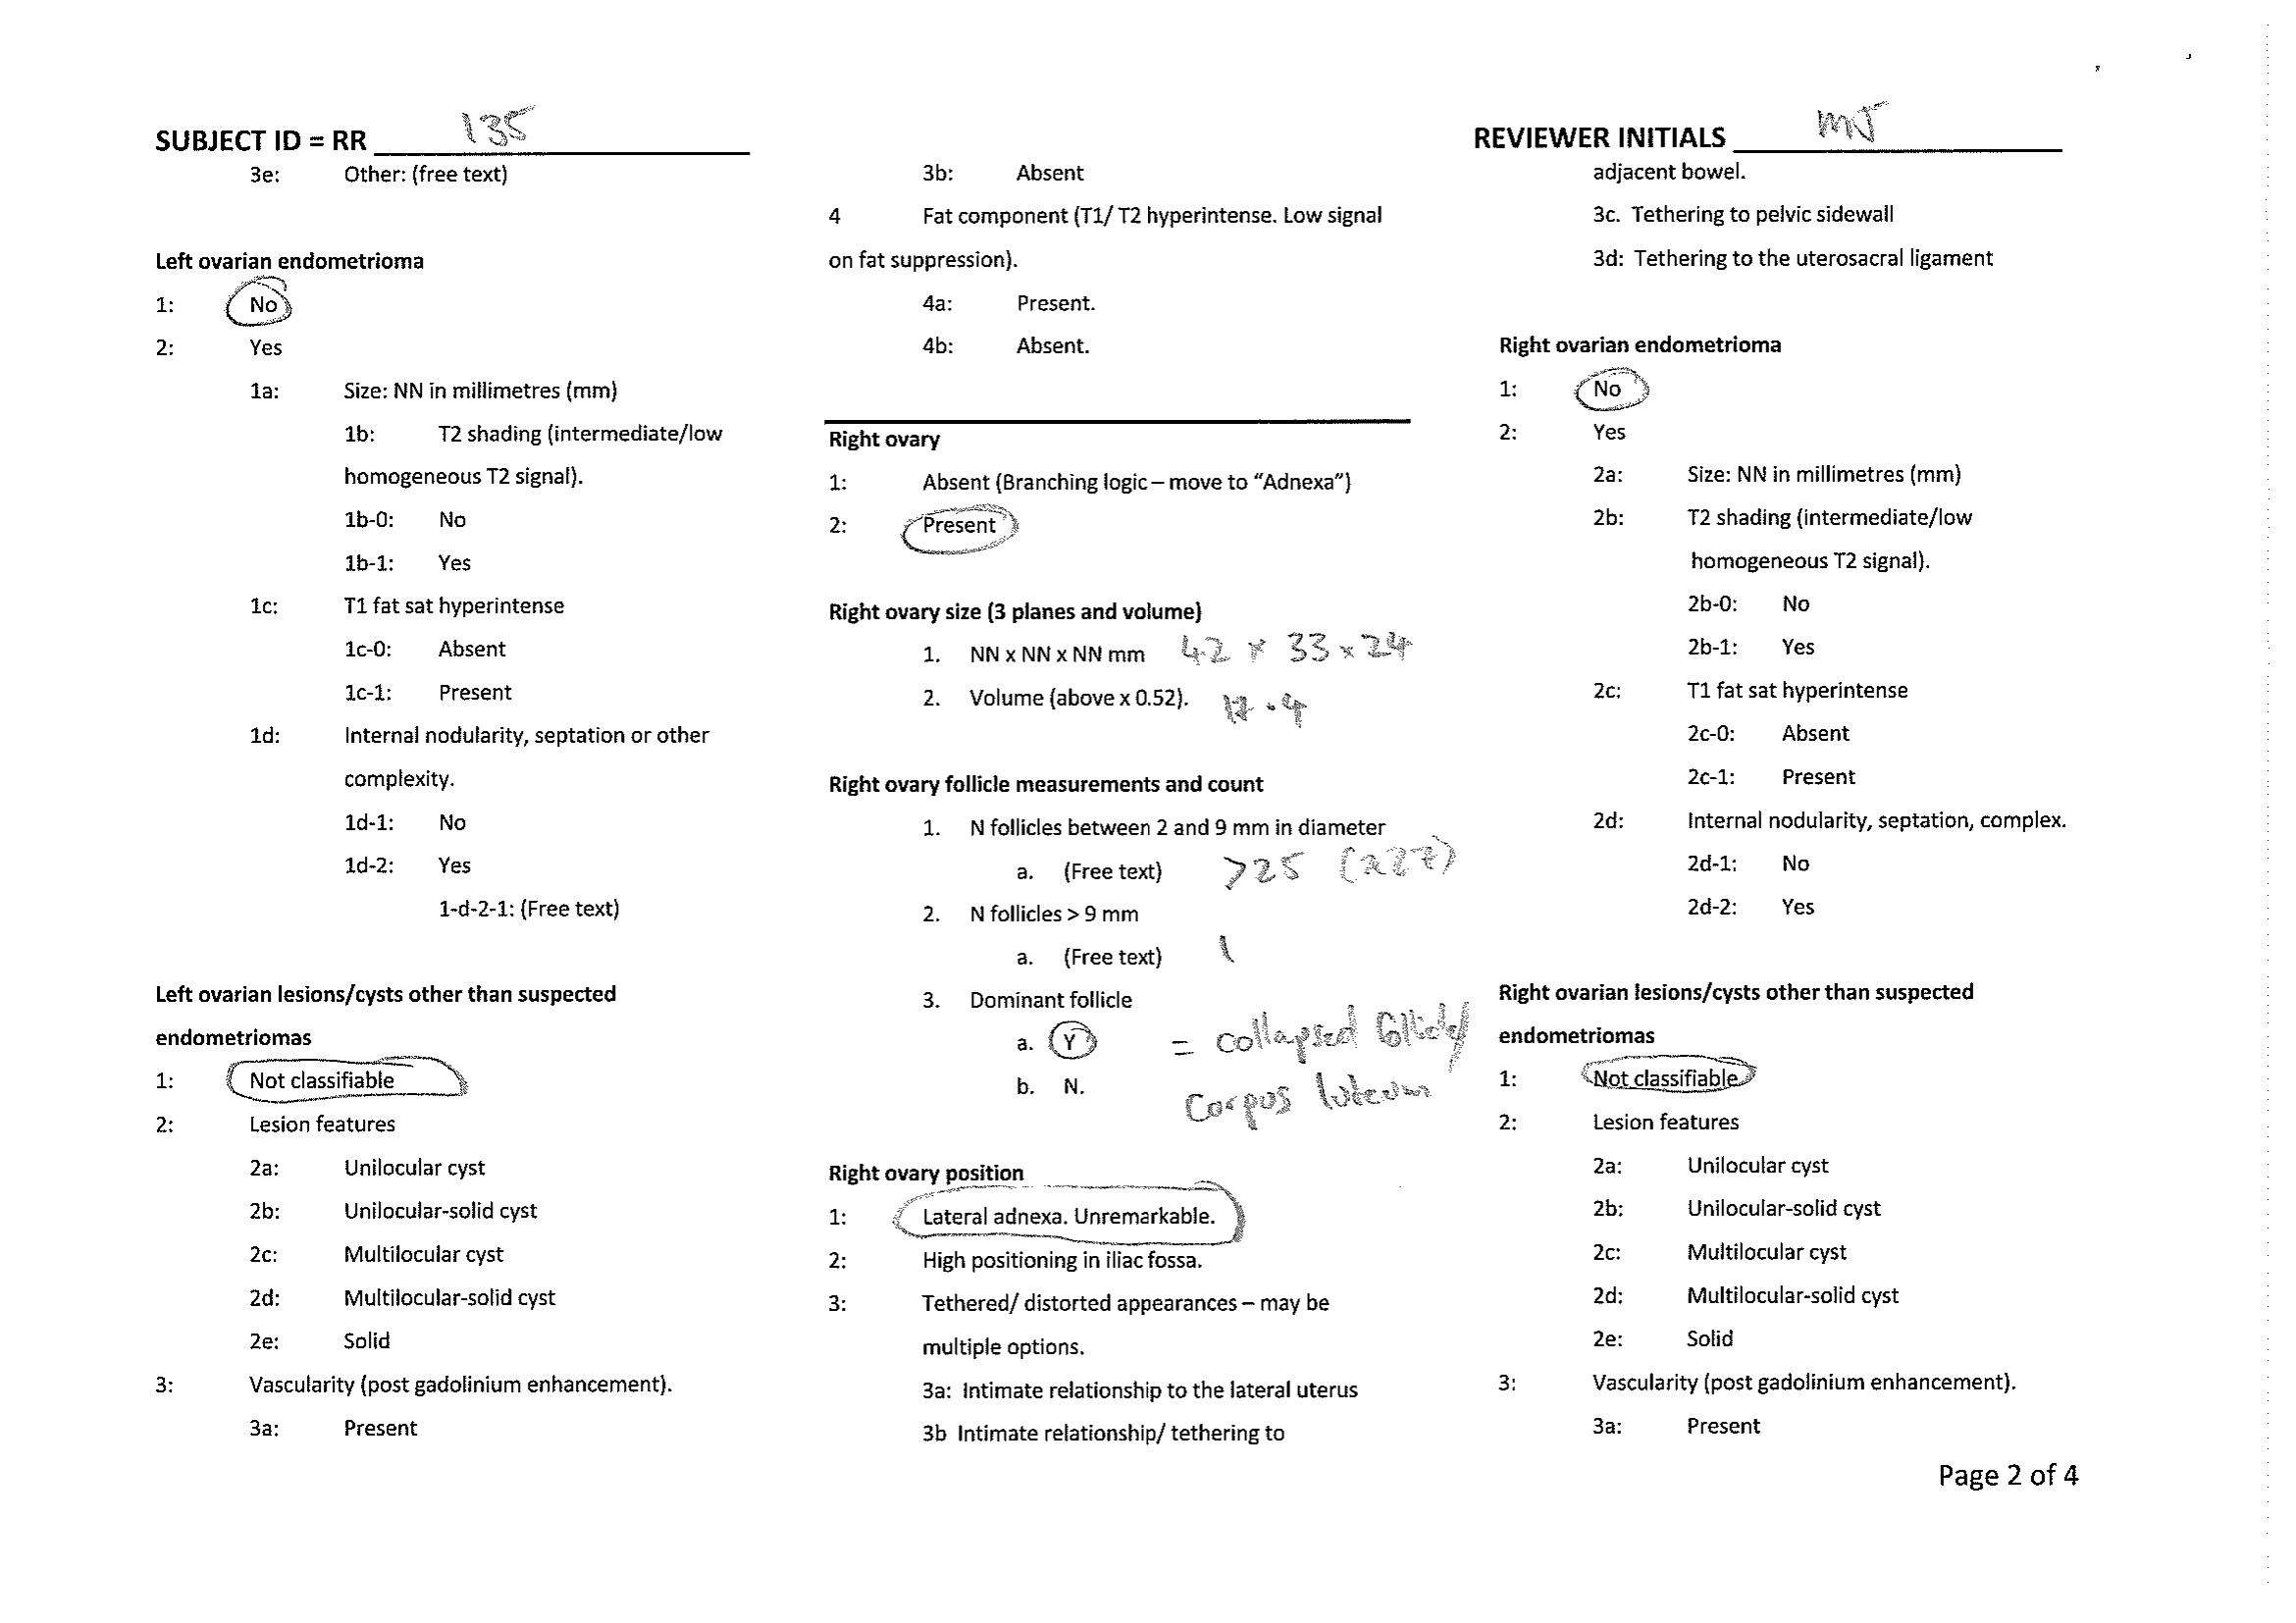 SUBJECT ID = RR 135
REVIEWER INITIALS MJ
3e: Other: (free text)
Left ovarian endometrioma
1: No
2: Yes
1a: Size: NN in millimetres (mm)
1b: T2 shading (intermediate/low
homogeneous T2 signal).
1b-0: No
1b-1: Yes
1c: T1 fat sat hyperintense
1c-0: Absent
1c-1: Present
1d: Internal nodularity, septation or other
complexity.
1d-1: No
1d-2: Yes
1-d-2-1: (Free text)
Left ovarian lesions/cysts other than suspected
endometriomas
1: Not classifiable
2: Lesion features
2a: Unilocular cyst
2b: Unilocular-solid cyst
2c: Multilocular cyst
2d: Multilocular-solid cyst
2e: Solid
3: Vascularity (post gadolinium enhancement).
3a: Present
3b: Absent
4 Fat component (T1/ T2 hyperintense. Low signal
on fat suppression).
4a: Present.
4b: Absent.
Right ovary
1: Absent (Branching logic – move to “Adnexa”)
2: Present
Right ovary size (3 planes and volume)
1. NN x NN x NN mm 42 x 33 x 24
2. Volume (above x 0.52). 17.4
Right ovary follicle measurements and count
1. N follicles between 2 and 9 mm in diameter
a. (Free text) >25 (x27)
2. N follicles > 9 mm
a. (Free text) 1
3. Dominant follicle
a. Y = collapsed follicle/
b. N. corpus luteum
Right ovary position
1: Lateral adnexa. Unremarkable.
2: High positioning in iliac fossa.
3: Tethered/ distorted appearances – may be
multiple options.
3a: Intimate relationship to the lateral uterus
3b Intimate relationship/ tethering to
adjacent bowel.
3c. Tethering to pelvic sidewall
3d: Tethering to the uterosacral ligament
Right ovarian endometrioma
1: No
2: Yes
2a: Size: NN in millimetres (mm)
2b: T2 shading (intermediate/low
homogeneous T2 signal).
2b-0: No
2b-1: Yes
2c: T1 fat sat hyperintense
2c-0: Absent
2c-1: Present
2d: Internal nodularity, septation, complex.
2d-1: No
2d-2: Yes
Right ovarian lesions/cysts other than suspected
endometriomas
1: Not classifiable
2: Lesion features
2a: Unilocular cyst
2b: Unilocular-solid cyst
2c: Multilocular cyst
2d: Multilocular-solid cyst
2e: Solid
3: Vascularity (post gadolinium enhancement).
3a: Present
Page 2 of 4